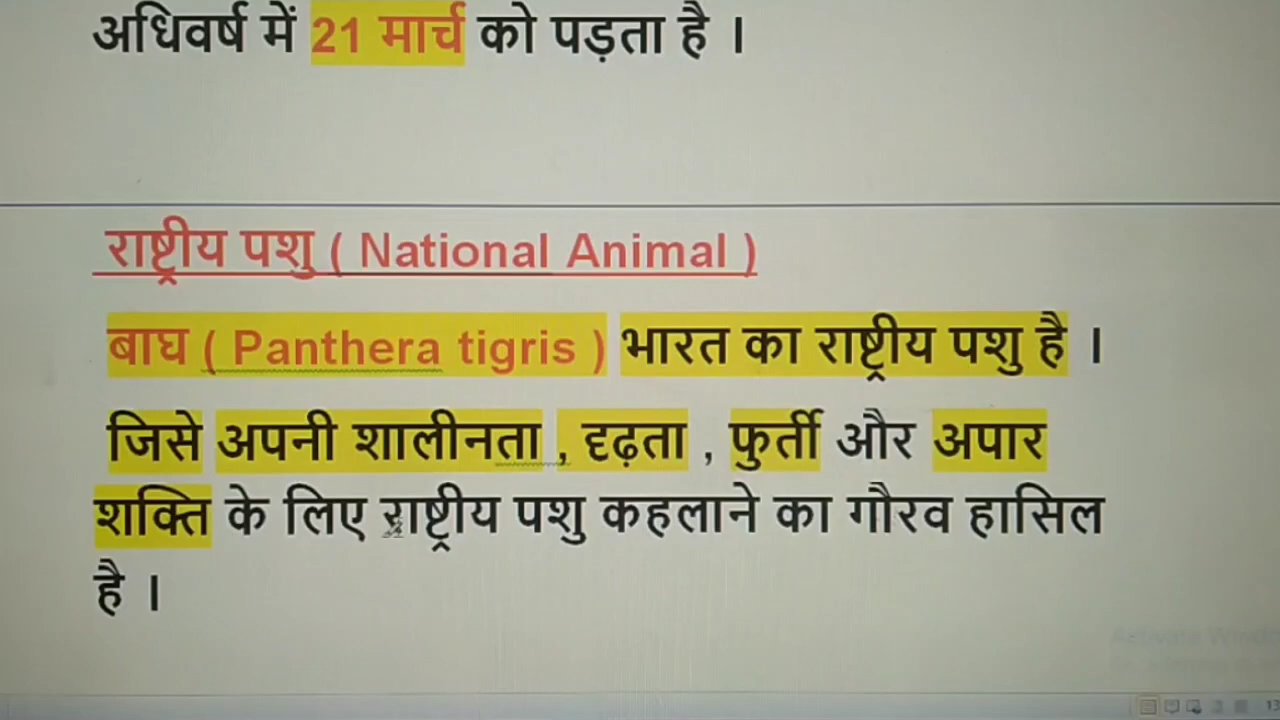 अधिवर्ष में 21 मार्च को पड़ता है ।
राष्ट्रीय पशु ( National Animal )
बाघ ( Panthera tigris ) भारत का राष्ट्रीय पशु है ।
जिसे अपनी शालीनता , दृढ़ता , फुर्ती और अपार
शक्ति के लिए राष्ट्रीय पशु कहलाने का गौरव हासिल
है ।